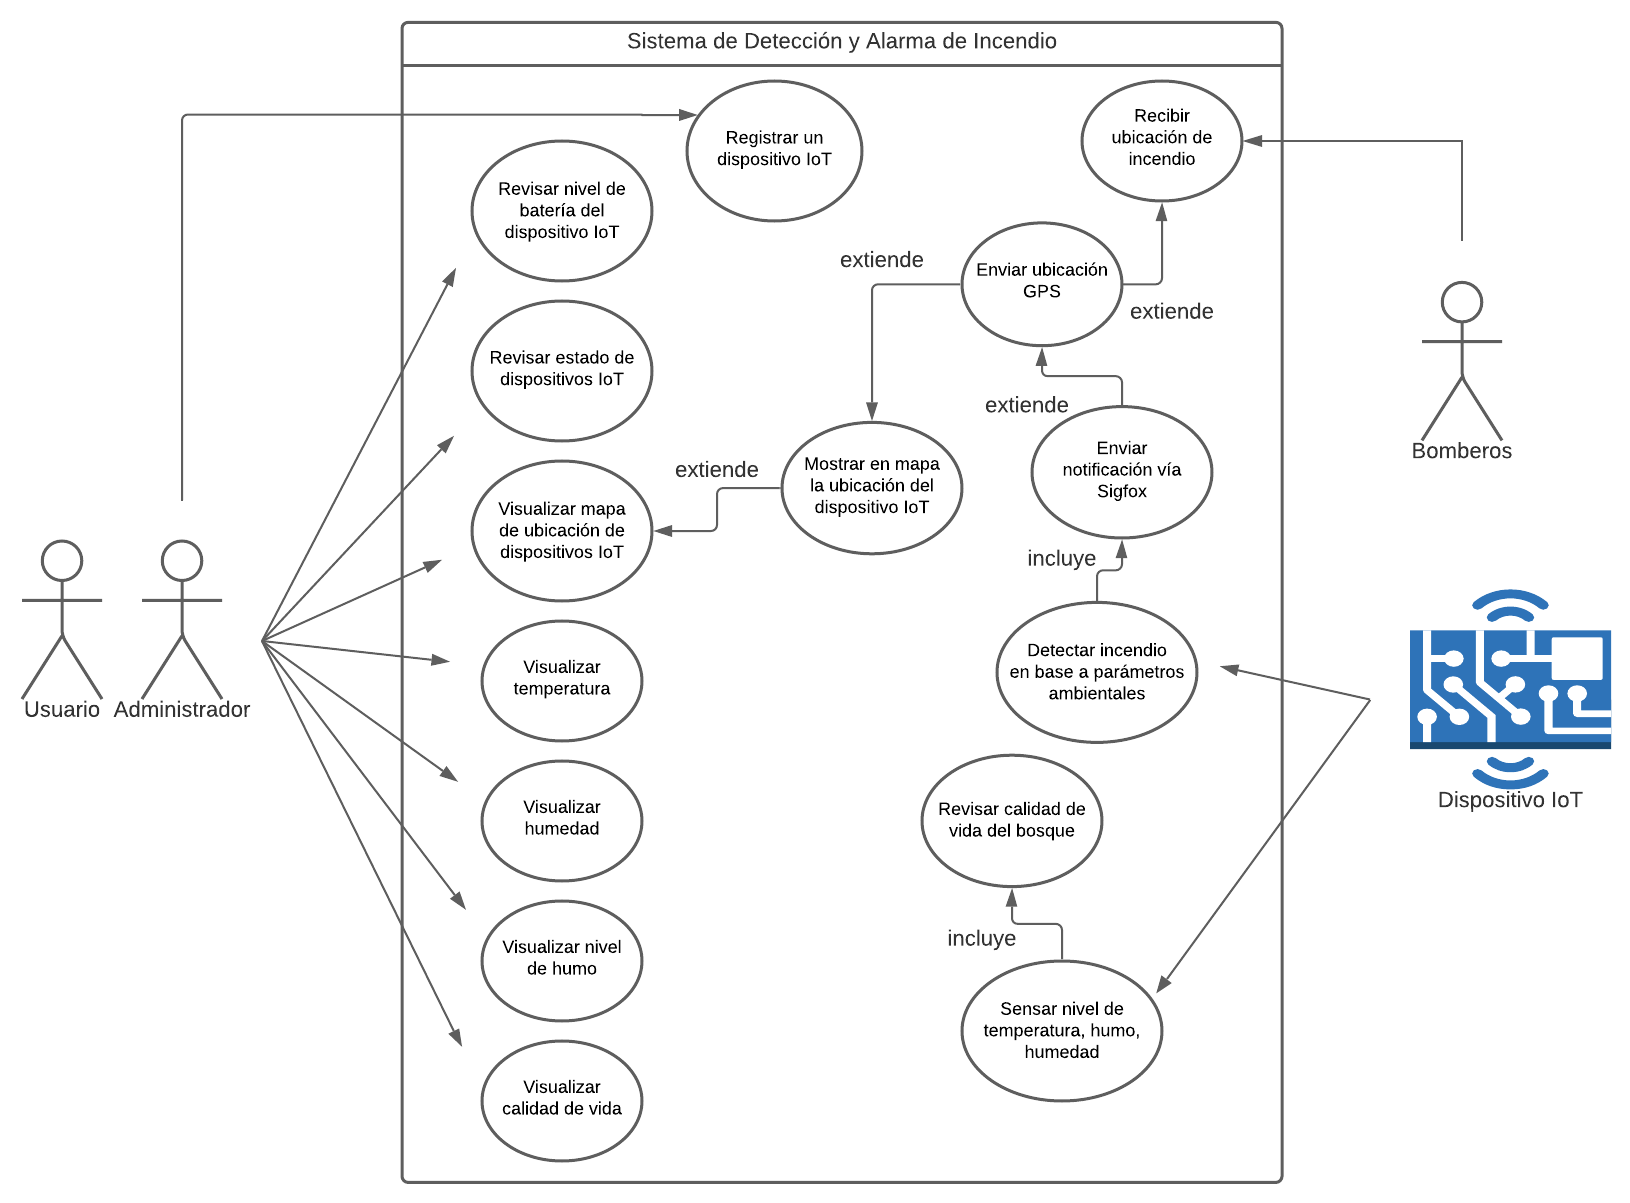 Sistema de Detección y Alarma de Incendio
Registrar un
dispositivo IoT
Recibir
ubicación de
incendio
Revisar nivel de
batería del
dispositivo IoT
extiende
Enviar ubicación
GPS
extiende
Revisar estado de
dispositivos IoT
extiende
Enviar
notificación vía
Sigfox
Bomberos
extiende
Mostrar en mapa
la ubicación del
dispositivo IoT
Visualizar mapa
de ubicación de
dispositivos IoT
incluye
Usuario
Administrador
Visualizar
temperatura
Detectar incendio
en base a parámetros
ambientales
Dispositivo IoT
Visualizar
humedad
Revisar calidad de
vida del bosque
Visualizar nivel
de humo
incluye
Sensar nivel de
temperatura, humo,
humedad
Visualizar
calidad de vida